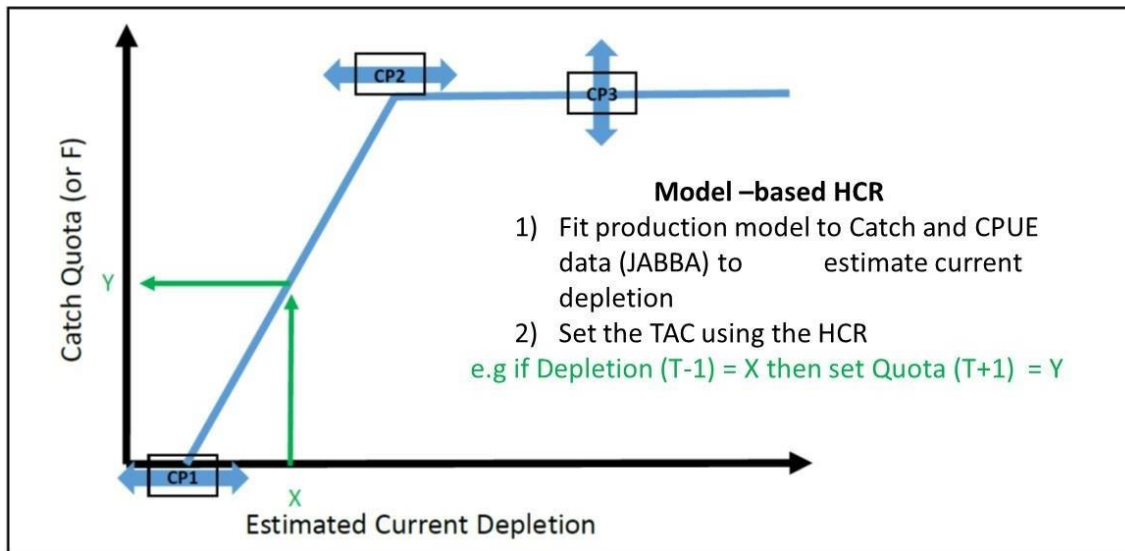 CP2
CP3
Catch Quota (or F)
Model –based HCR
1) Fit production model to Catch and CPUE
data (JABBA) to estimate current
depletion
2) Set the TAC using the HCR
e.g if Depletion (T-1) = X then set Quota (T+1) = Y
Y
CP1
X
Estimated Current Depletion